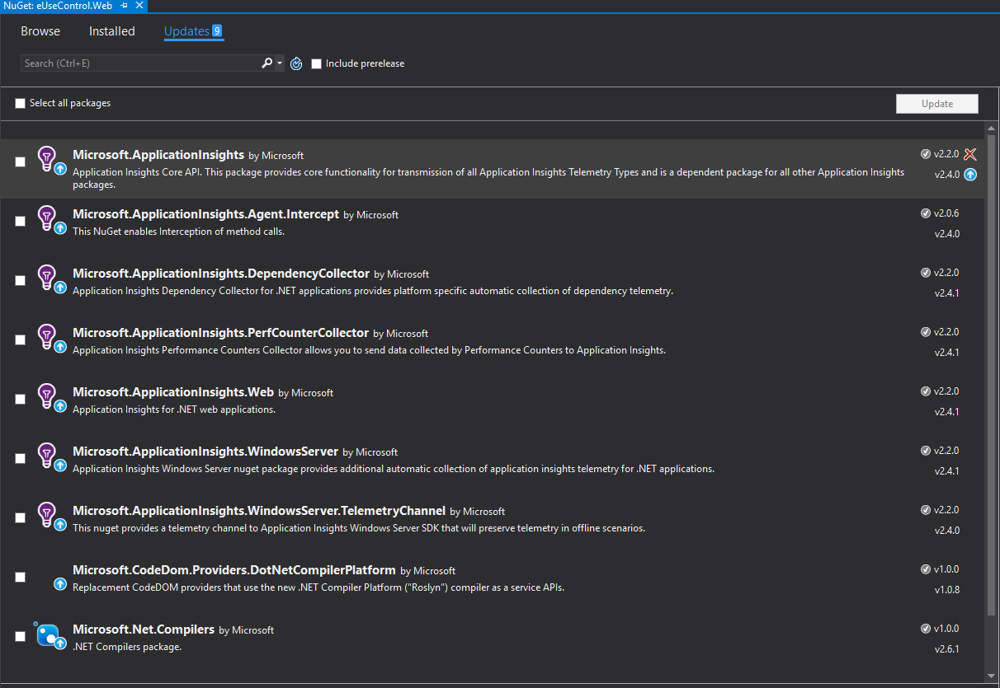 NuGet: eUseControl.Web
Browse Installed Updates 9
Search (Ctrl+E) Include prerelease
Select all packages Update
Microsoft.ApplicationInsights by Microsoft v2.2.0
Application Insights Core API. This package provides core functionality for transmission of all Application Insights Telemetry Types and is a dependent package for all other Application Insights v2.4.0
packages.
Microsoft.ApplicationInsights.Agent.Intercept by Microsoft v2.0.6
This NuGet enables Interception of method calls. v2.4.0
Microsoft.ApplicationInsights.DependencyCollector by Microsoft v2.2.0
Application Insights Dependency Collector for .NET applications provides platform specific automatic collection of dependency telemetry. v2.4.1
Microsoft.ApplicationInsights.PerfCounterCollector by Microsoft v2.2.0
Application Insights Performance Counters Collector allows you to send data collected by Performance Counters to Application Insights. v2.4.1
Microsoft.ApplicationInsights.Web by Microsoft v2.2.0
Application Insights for .NET web applications. v2.4.1
Microsoft.ApplicationInsights.WindowsServer by Microsoft v2.2.0
Application Insights Windows Server nuget package provides additional automatic collection of application insights telemetry for .NET applications. v2.4.1
Microsoft.ApplicationInsights.WindowsServer.TelemetryChannel by Microsoft v2.2.0
This nuget provides a telemetry channel to Application Insights Windows Server SDK that will preserve telemetry in offline scenarios. v2.4.0
Microsoft.CodeDom.Providers.DotNetCompilerPlatform by Microsoft v1.0.0
Replacement CodeDOM providers that use the new .NET Compiler Platform ("Roslyn") compiler as a service APIs. v1.0.8
Microsoft.Net.Compilers by Microsoft v1.0.0
.NET Compilers package. v2.6.1